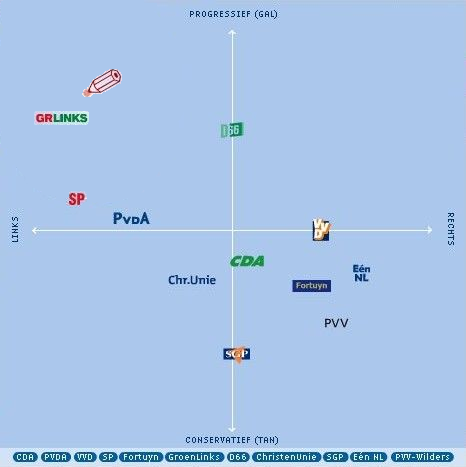 PROGRESSIEF (GAL)
GRLINKS
D66
SP
PvdA
LINKS
VVD
RECHTS
CDA
Chr.Unie
Eén
NL
Fortuyn
PVV
SGP
CONSERVATIEF (TAN)
CDA PVDA VVD SP Fortuyn GroenLinks D66 ChristenUnie SGP Eén NL PVV-Wilders